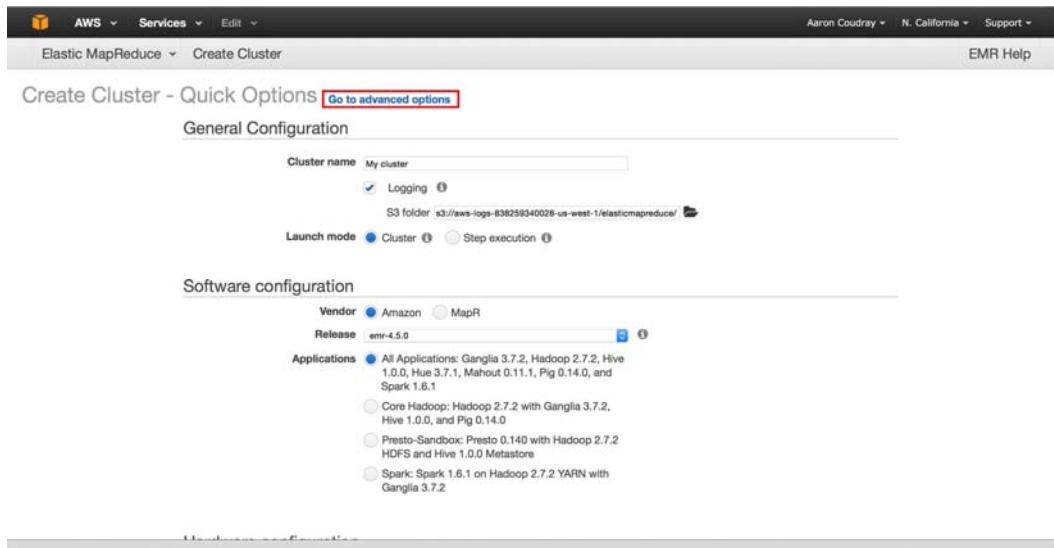 AWS Services Edit Aaron Coudray N. California Support
Elastic MapReduce Create Cluster EMR Help
Create Cluster - Quick Options Go to advanced options
General Configuration
Cluster name My cluster
Logging
S3 folder s3://aws-logs-838259340028-us-west-1/elasticmapreduce/
Launch mode Cluster Step execution
Software configuration
Vendor Amazon MapR
Release emr-4.5.0
Applications All Applications: Ganglia 3.7.2, Hadoop 2.7.2, Hive
1.0.0, Hue 3.7.1, Mahout 0.11.1, Pig 0.14.0, and
Spark 1.6.1
Core Hadoop: Hadoop 2.7.2 with Ganglia 3.7.2,
Hive 1.0.0, and Pig 0.14.0
Presto-Sandbox: Presto 0.140 with Hadoop 2.7.2
HDFS and Hive 1.0.0 Metastore
Spark: Spark 1.6.1 on Hadoop 2.7.2 YARN with
Ganglia 3.7.2